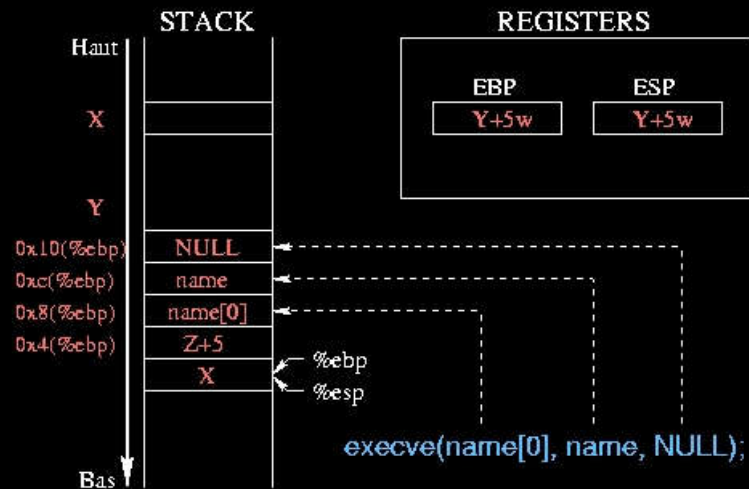 STACK
REGISTERS
Haut
EBP
ESP
X
Y+5w
Y+5w
Y
0x10(%ebp)
NULL
0xc(%ebp)
name
0x8(%ebp)
name[0]
0x4(%ebp)
Z+5
X
%ebp
%esp
execve(name[0], name, NULL);
Bas